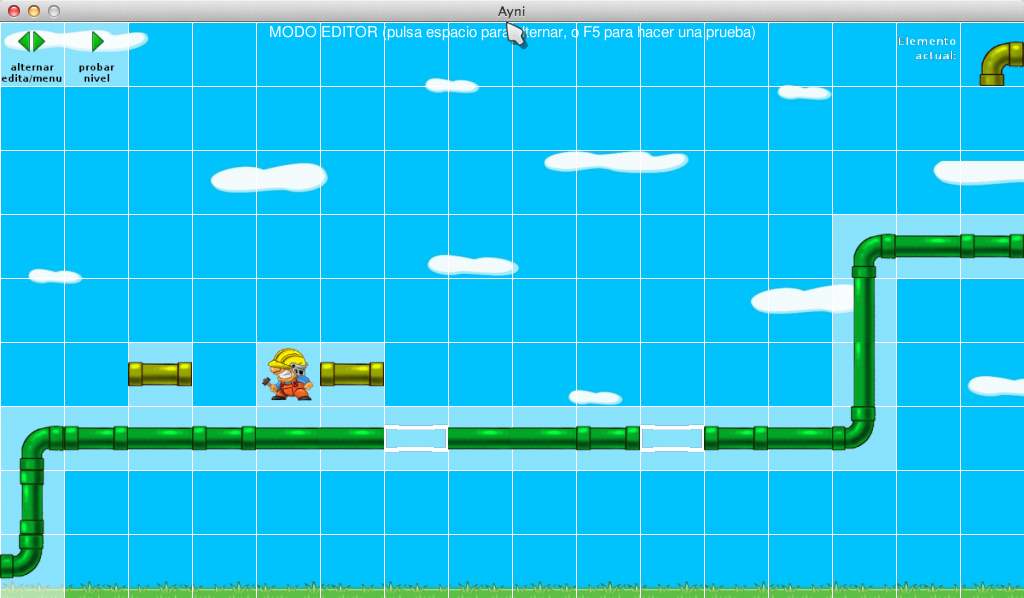 Ayni
MODO EDITOR (pulsa espacio para alternar, o F5 para hacer una prueba)
Elemento
actual:
alternar
edita/menu
probar
nivel